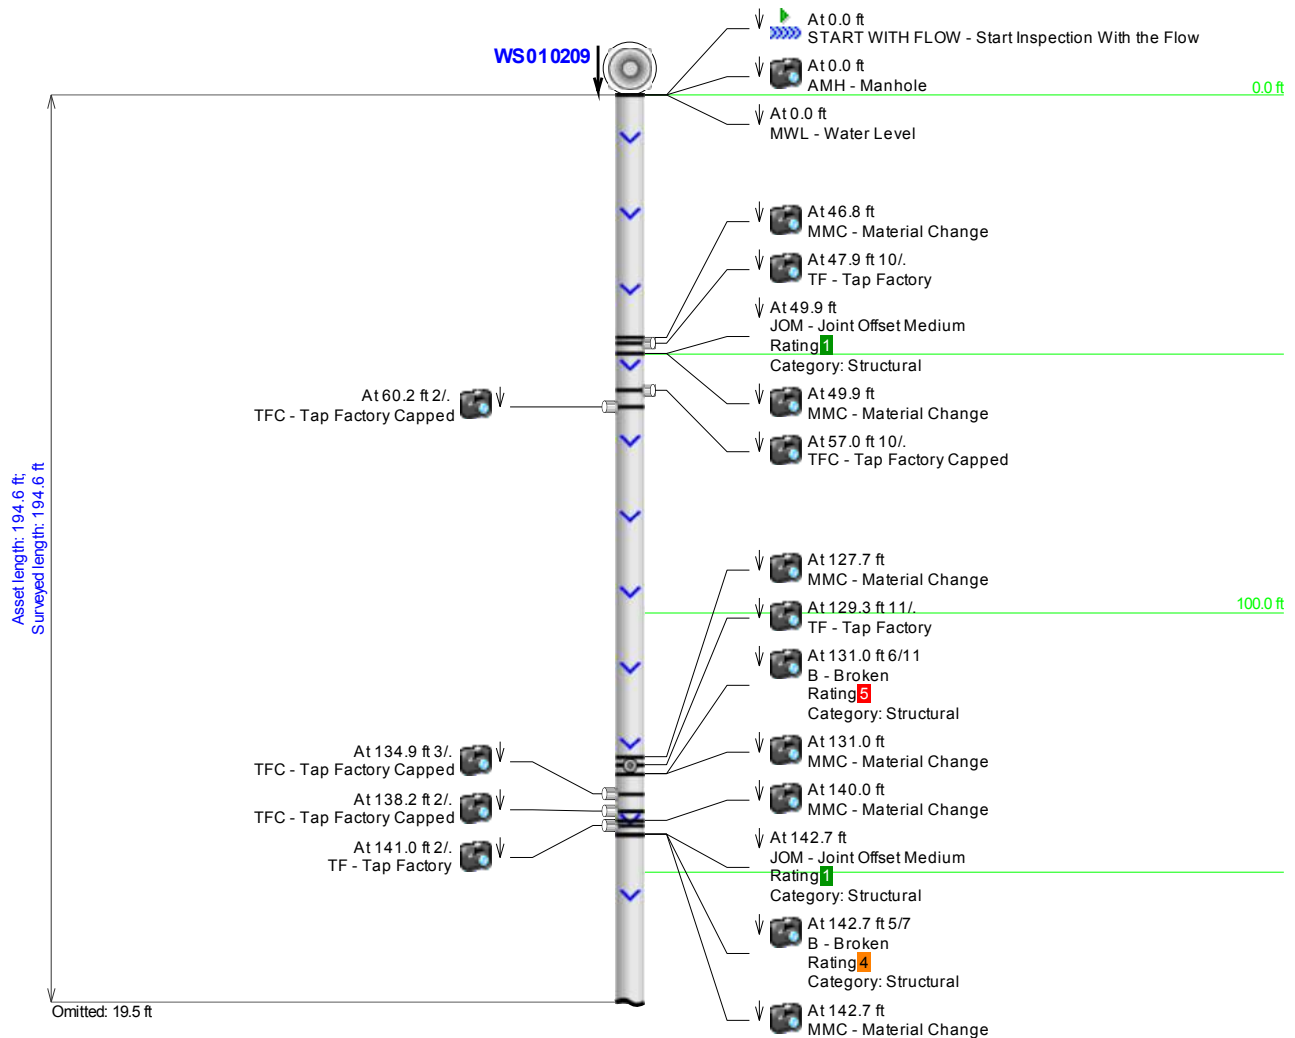 WS010209
At 0.0 ft
START WITH FLOW - Start Inspection With the Flow
At 0.0 ft
AMH - Manhole
0.0 ft
At 0.0 ft
MWL - Water Level
At 46.8 ft
MMC - Material Change
At 47.9 ft 10/.
TF - Tap Factory
At 49.9 ft
JOM - Joint Offset Medium
Rating 1
Category: Structural
At 49.9 ft
MMC - Material Change
At 60.2 ft 2/.
TFC - Tap Factory Capped
At 57.0 ft 10/.
TFC - Tap Factory Capped
Asset length: 194.6 ft;
Surveyed length: 194.6 ft
At 127.7 ft
MMC - Material Change
100.0 ft
At 129.3 ft 11/.
TF - Tap Factory
At 131.0 ft 6/11
B - Broken
Rating 5
Category: Structural
At 131.0 ft
MMC - Material Change
At 134.9 ft 3/.
TFC - Tap Factory Capped
At 138.2 ft 2/.
TFC - Tap Factory Capped
At 141.0 ft 2/.
TF - Tap Factory
At 140.0 ft
MMC - Material Change
At 142.7 ft
JOM - Joint Offset Medium
Rating 1
Category: Structural
At 142.7 ft 5/7
B - Broken
Rating 4
Category: Structural
At 142.7 ft
MMC - Material Change
Omitted: 19.5 ft